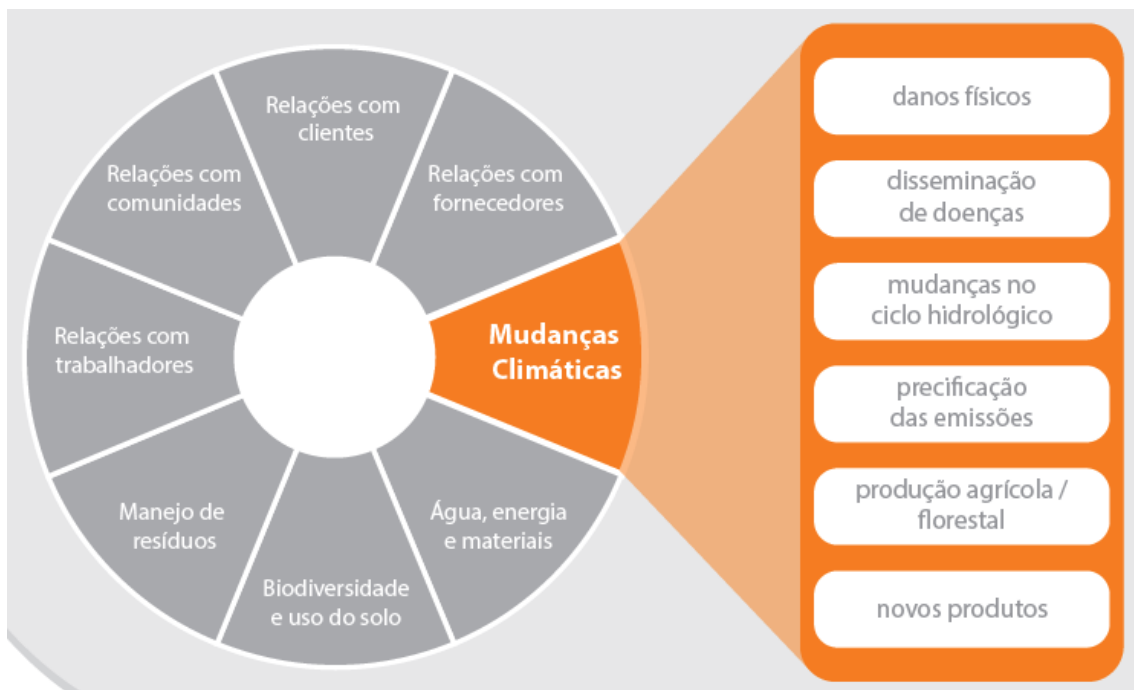 Relações com
clientes
Relações com
fornecedores
Mudanças
Climáticas
Água, energia
e materiais
Biodiversidade
e uso do solo
Manejo de
resíduos
Relações com
trabalhadores
Relações com
comunidades
danos físicos
disseminação
de doenças
mudanças no
ciclo hidrológico
precificação
das emissões
produção agrícola /
florestal
novos produtos